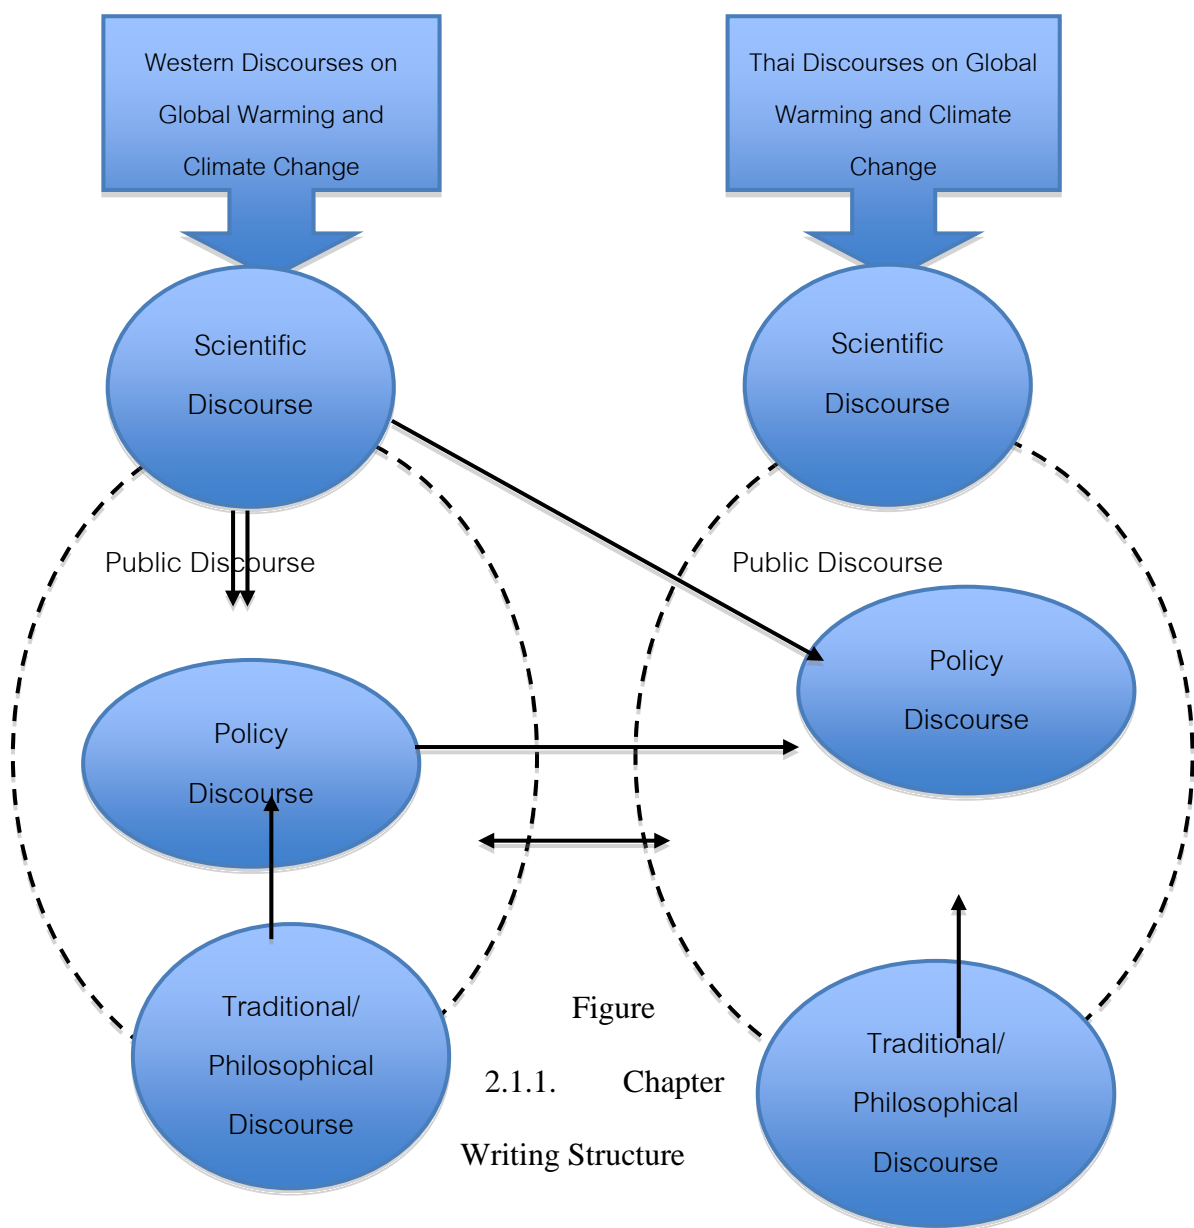 Western Discourses on
Global Warming and
Climate Change
Thai Discourses on Global
Warming and Climate
Change
Scientific
Discourse
Scientific
Discourse
Public Discourse
Public Discourse
Policy
Discourse
Policy
Discourse
Traditional/
Philosophical
Discourse
Figure
2.1.1. Chapter
Writing Structure
Traditional/
Philosophical
Discourse